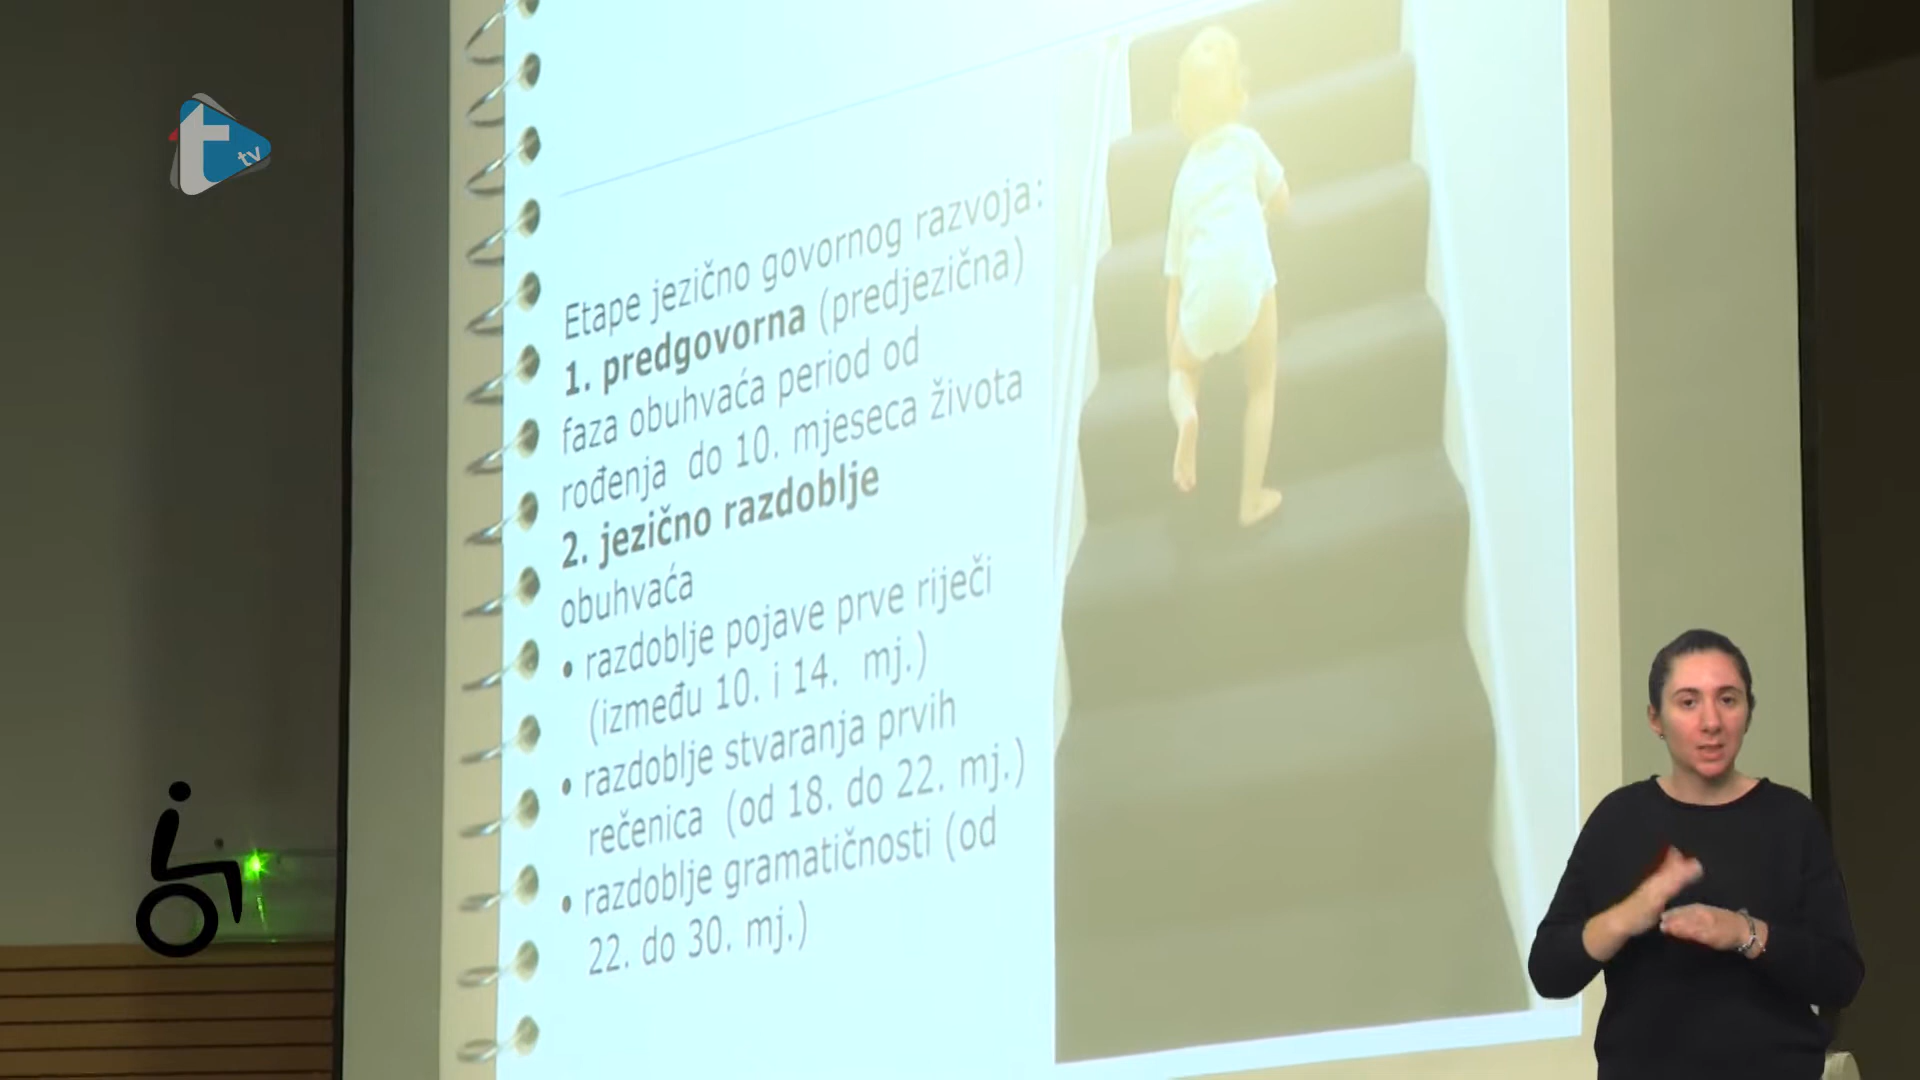 t
tv
Etape jezično govornog razvoja:
1. predgovorna (predjezična)
faza obuhvaća period od
rođenja do 10. mjeseca života
2. jezično razdoblje
obuhvaća
• razdoblje pojave prve riječi
(između 10. i 14. mj.)
• razdoblje stvaranja prvih
rečenica (od 18. do 22. mj.)
• razdoblje gramatičnosti (od
22. do 30. mj.)